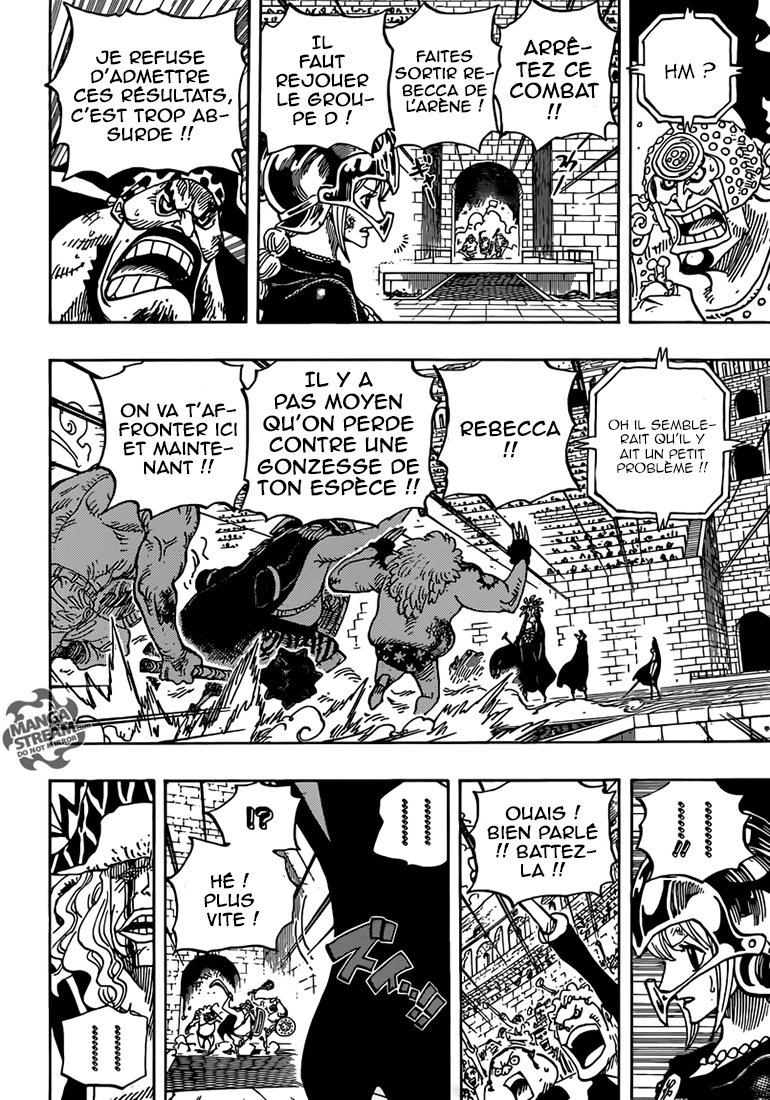 HM ?
ARRÊ-
TEZ CE
COMBAT
!!
FAITES
SORTIR RE-
BECCA DE
L'ARÈNE !
IL
FAUT
REJOUER
LE GROU-
PE D !
JE REFUSE
D'ADMETTRE
CES RÉSULTATS,
C'EST TROP AB-
SURDE !!
OH IL SEMBLE-
RAIT QU'IL Y
AIT UN PETIT
PROBLÈME !!
REBECCA
!!
IL Y A
PAS MOYEN
QU'ON PERDE
CONTRE UNE
GONZESSE DE
TON ESPÈCE !!
ON VA T'AF-
FRONTER ICI
ET MAINTE-
NANT !!
MANGA
STREAM
DO NOT MIRROR
!!
OUAIS !
BIEN PARLÉ
!! BATTEZ-
LA !!
!?
HÉ !
PLUS
VITE !